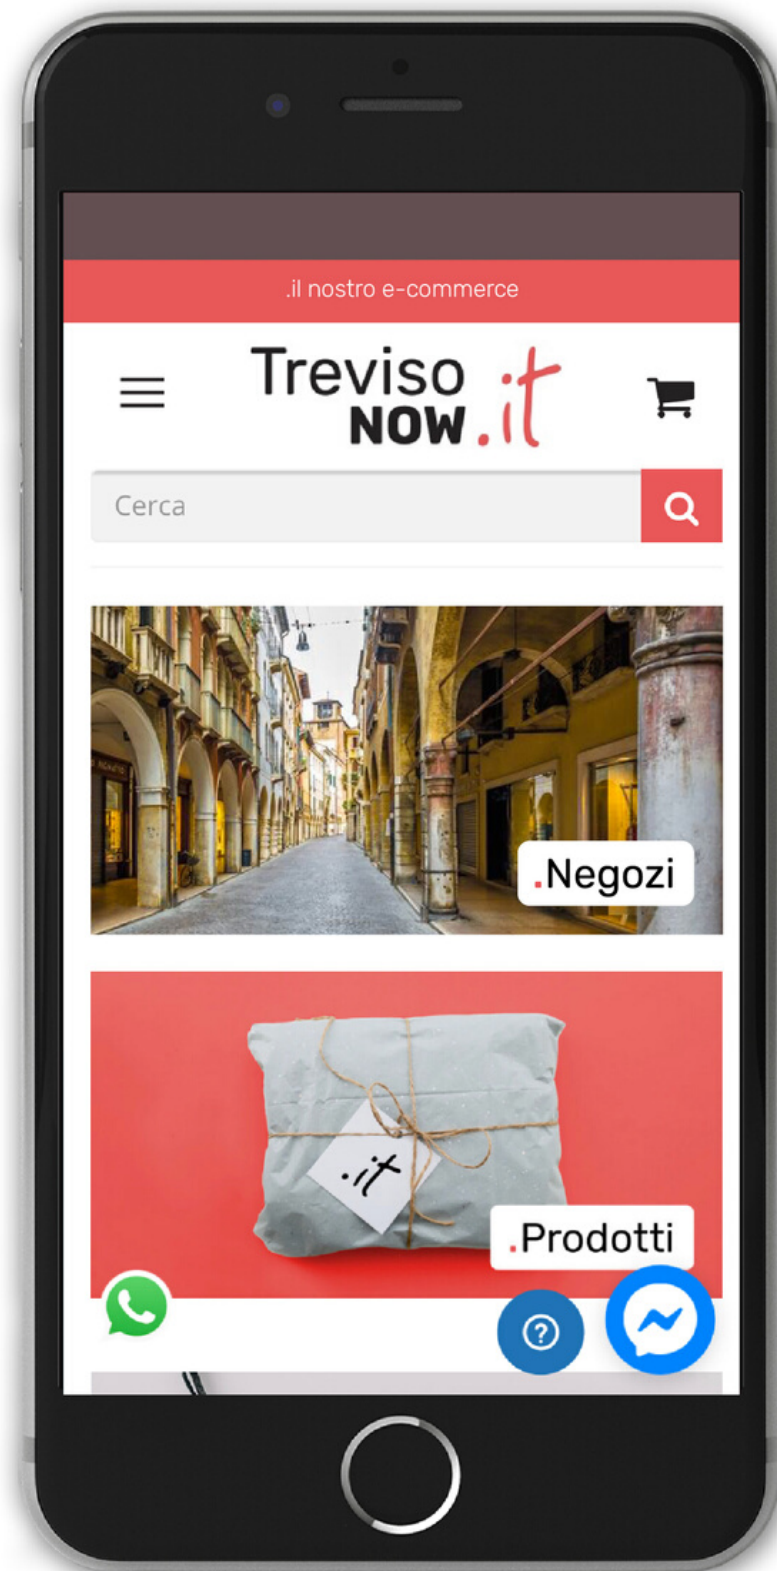 .il nostro e-commerce
Treviso
NOW.it
Cerca
.Negozi
.it
.Prodotti
?